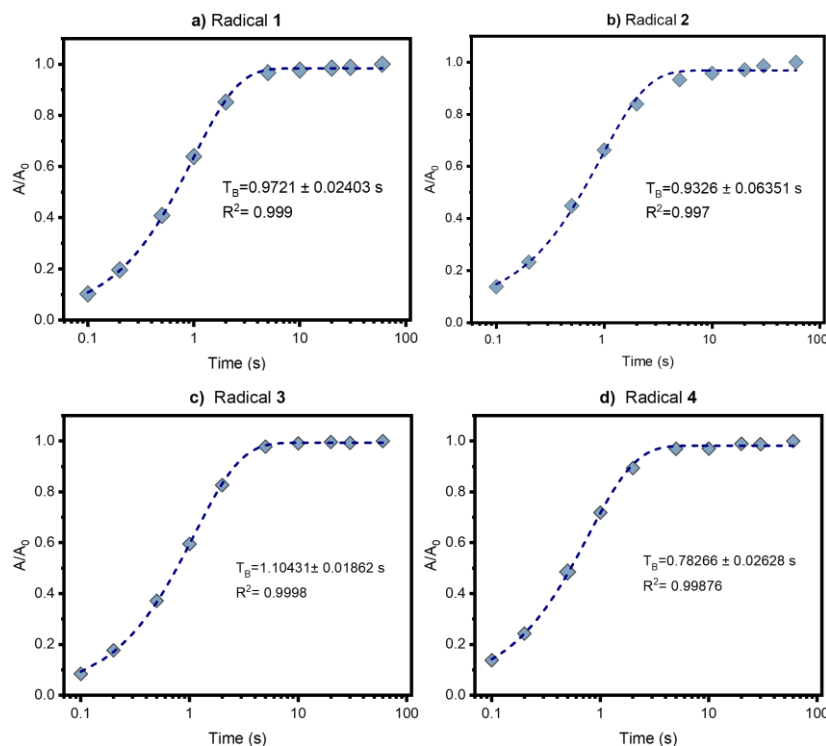 a) Radical 1
1.0
0.8
0.6
0.4
0.2
0.0
A/A₀
T_B=0.9721 ± 0.02403 s
R²= 0.999
0.1
1
10
100
Time (s)
b) Radical 2
1.0
0.8
0.6
0.4
0.2
0.0
A/A₀
T_B=0.9326 ± 0.06351 s
R²=0.997
0.1
1
10
100
Time (s)
c) Radical 3
1.0
0.8
0.6
0.4
0.2
0.0
A/A₀
T_B=1.10431± 0.01862 s
R²= 0.9998
0.1
1
10
100
Time (s)
d) Radical 4
1.0
0.8
0.6
0.4
0.2
0.0
A/A₀
T_B=0.78266 ± 0.02628 s
R²= 0.99876
0.1
1
10
100
Time (s)